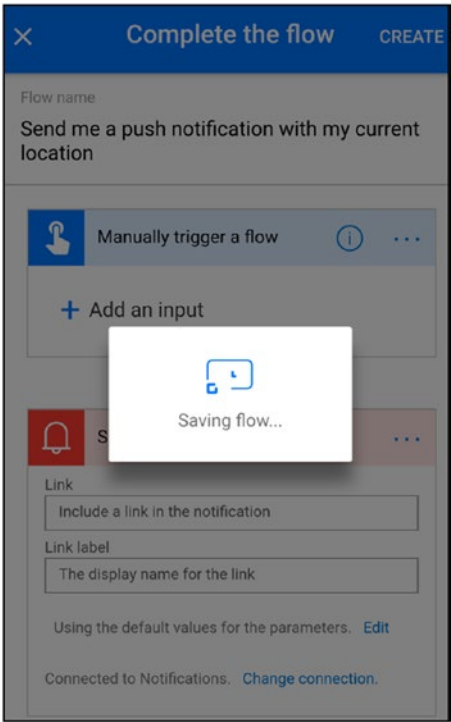 Complete the flow CREATE
Flow name
Send me a push notification with my current
location
Manually trigger a flow
Add an input
Saving flow...
S
Link
Include a link in the notification
Link label
The display name for the link
Using the default values for the parameters. Edit
Connected to Notifications. Change connection.